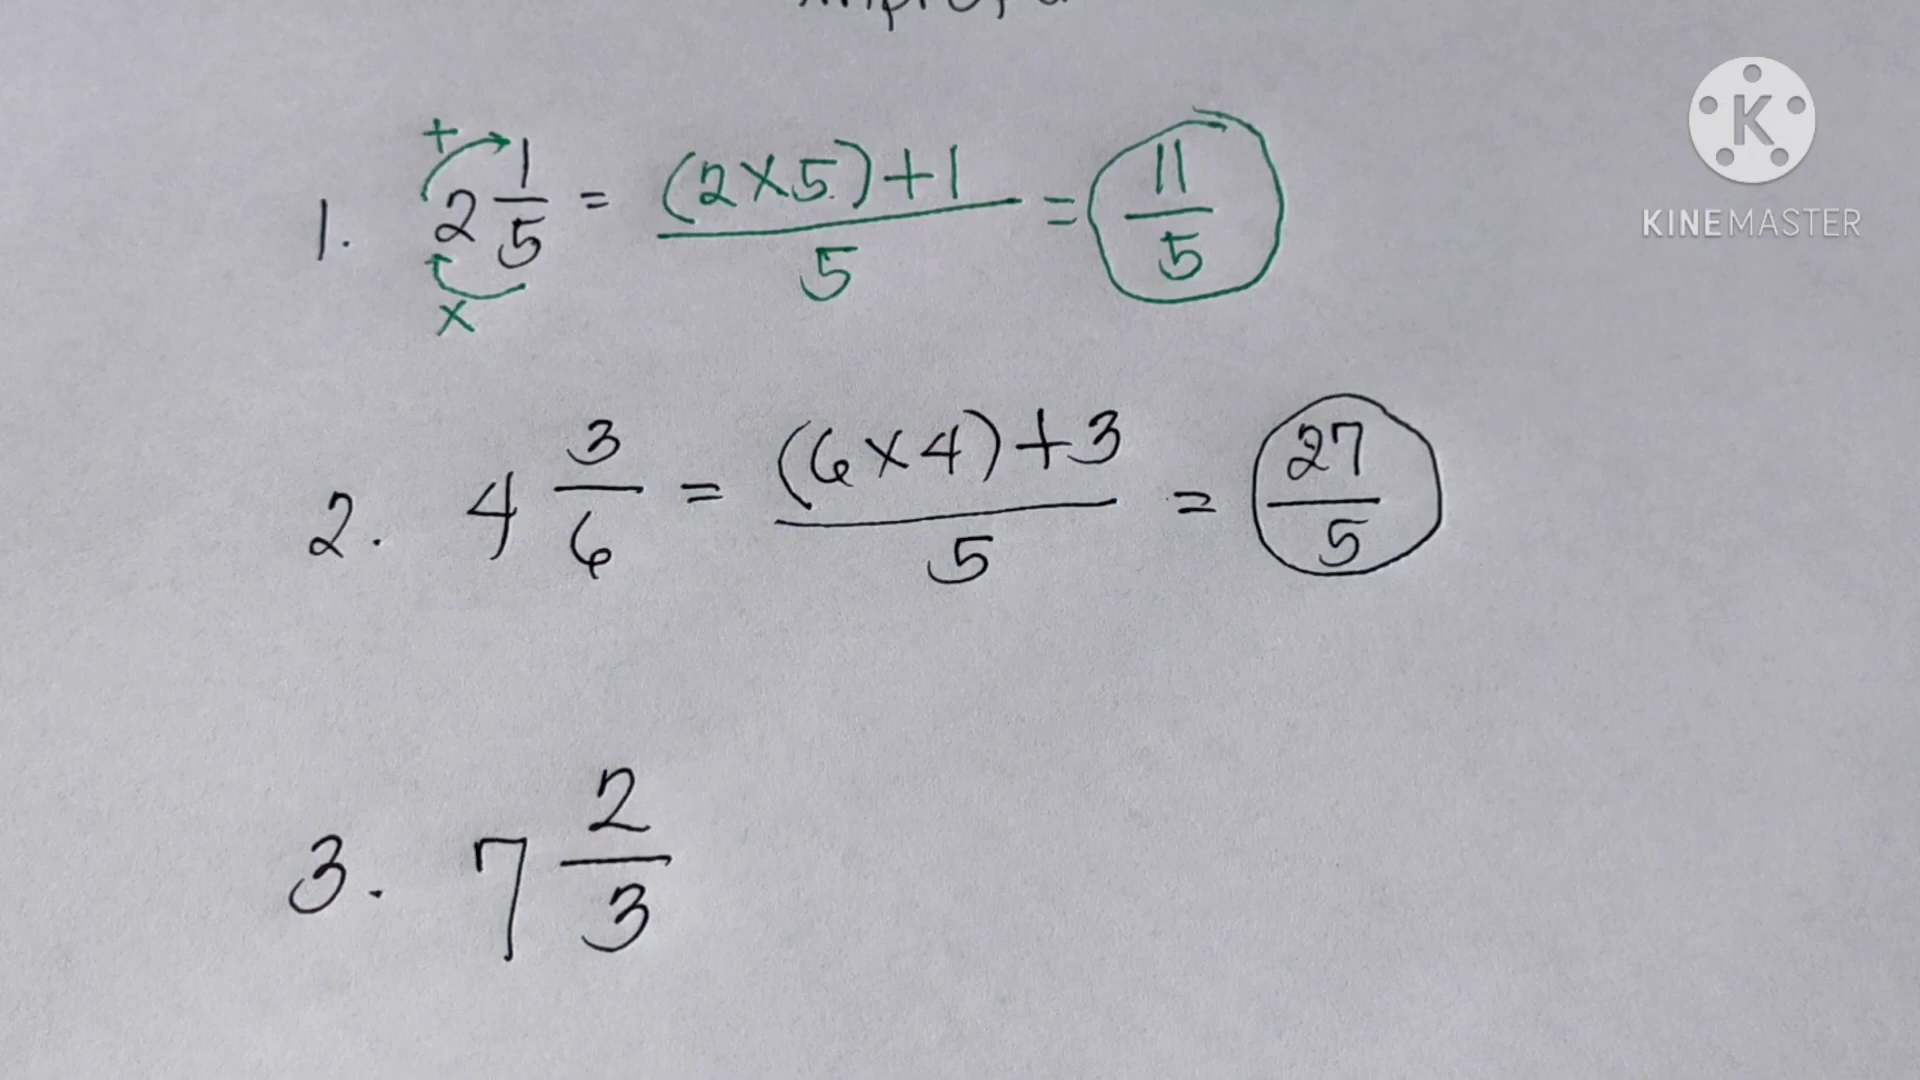 1. 2 1/5 = (2×5)+1/5 = 11/5
+
×
2. 4 3/6 = (6×4)+3/5 = 27/5
3. 7 2/3
K
KINEMASTER